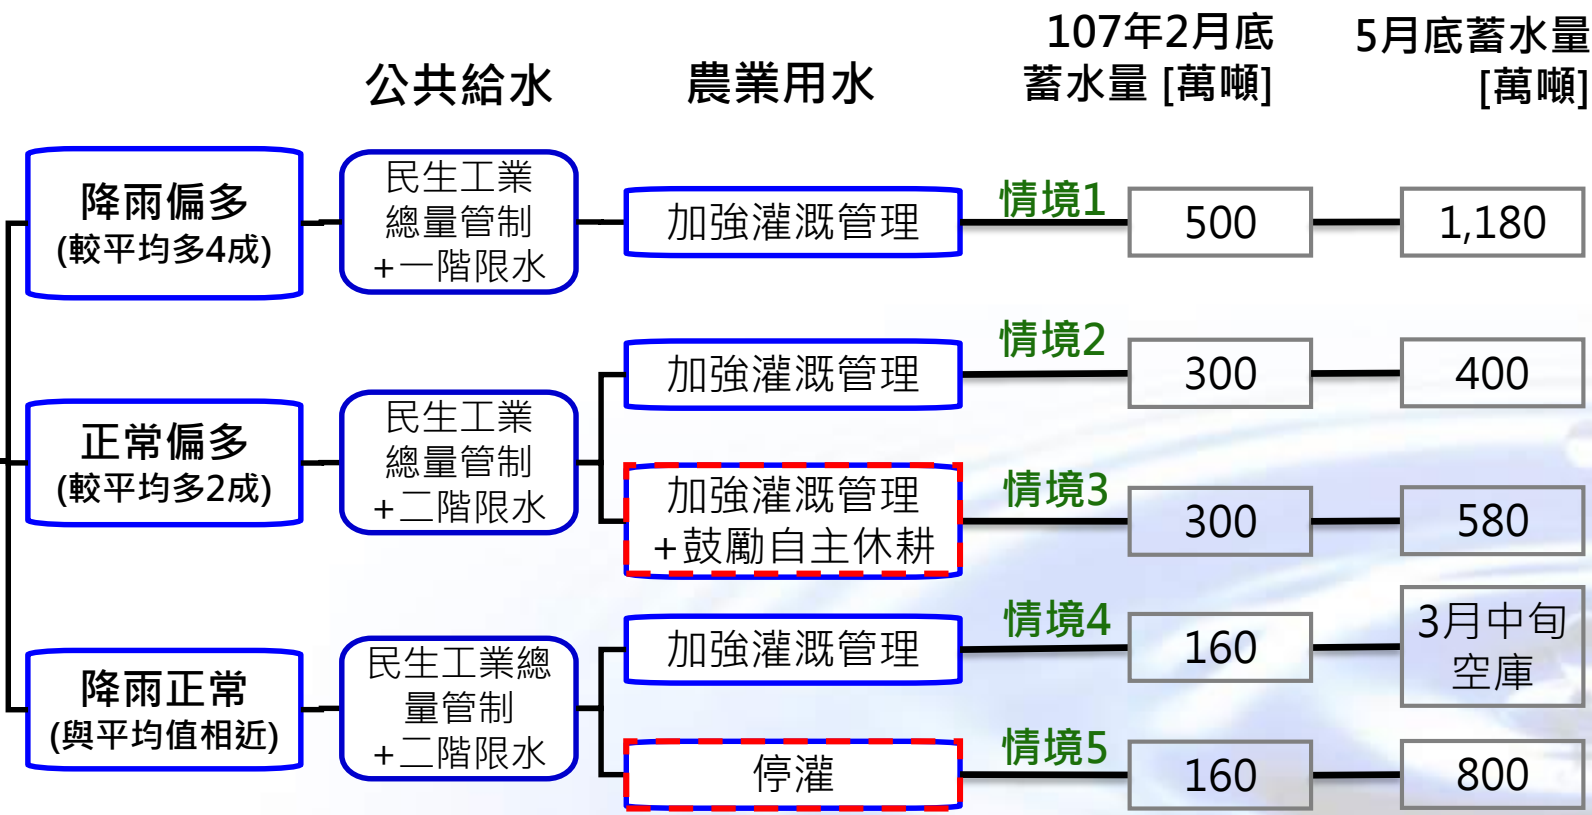 107年2月底
蓄水量 [萬噸]
5月底蓄水量
[萬噸]
公共給水
農業用水
降雨偏多
(較平均多4成)
民生工業
總量管制
+一階限水
加強灌溉管理
情境1
500
1,180
正常偏多
(較平均多2成)
民生工業
總量管制
+二階限水
加強灌溉管理
情境2
300
400
加強灌溉管理
+鼓勵自主休耕
情境3
300
580
降雨正常
(與平均值相近)
民生工業總
量管制
+二階限水
加強灌溉管理
情境4
160
3月中旬
空庫
停灌
情境5
160
800